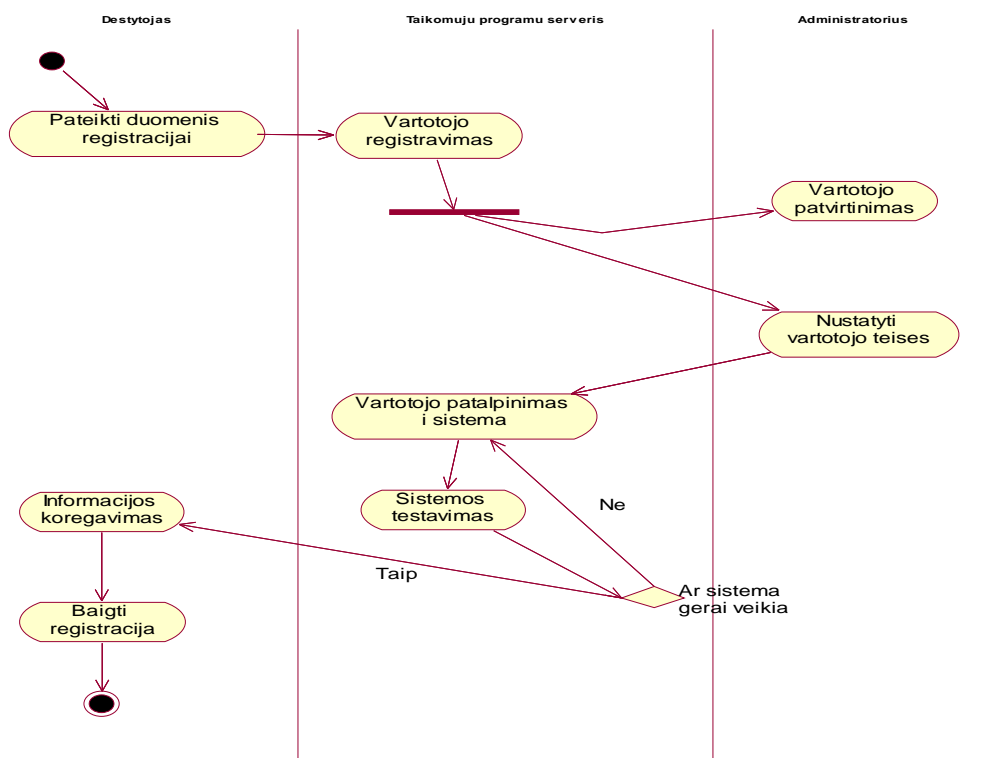 Destytojas
Taikomuju programu serveris
Administratorius
Pateikti duomenis
registracijai
Vartotojo
registravimas
Vartotojo
patvirtinimas
Nustatyti
vartotojo teises
Vartotojo patalpinimas
i sistema
Informacijos
koregavimas
Sistemos
testavimas
Ne
Taip
Ar sistema
gerai veikia
Baigti
registracija